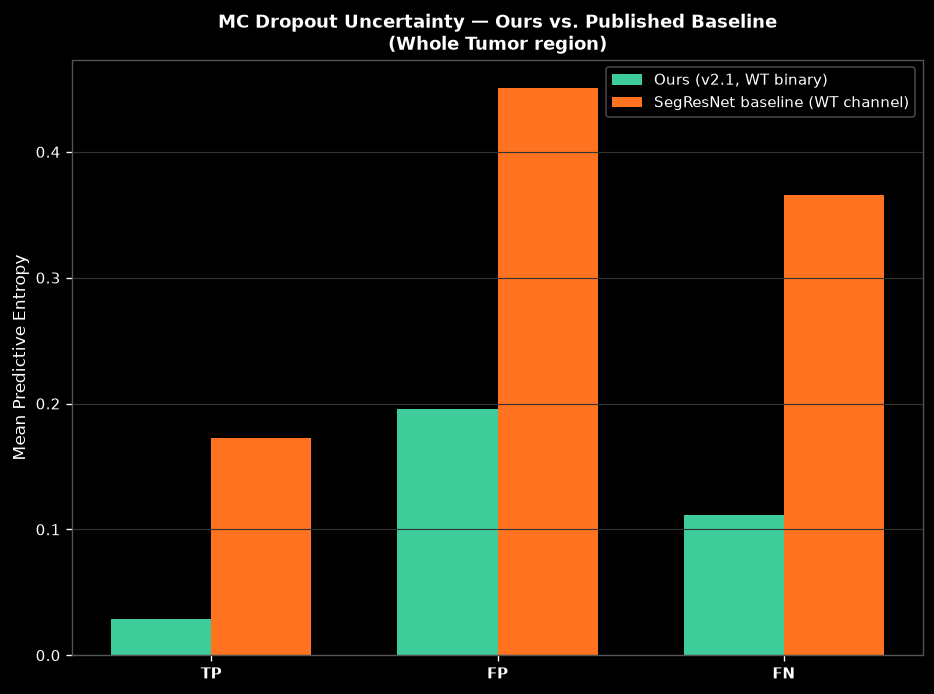 MC Dropout Uncertainty — Ours vs. Published Baseline
(Whole Tumor region)
Ours (v2.1, WT binary)
SegResNet baseline (WT channel)
Mean Predictive Entropy
0.4
0.3
0.2
0.1
0.0
TP
FP
FN